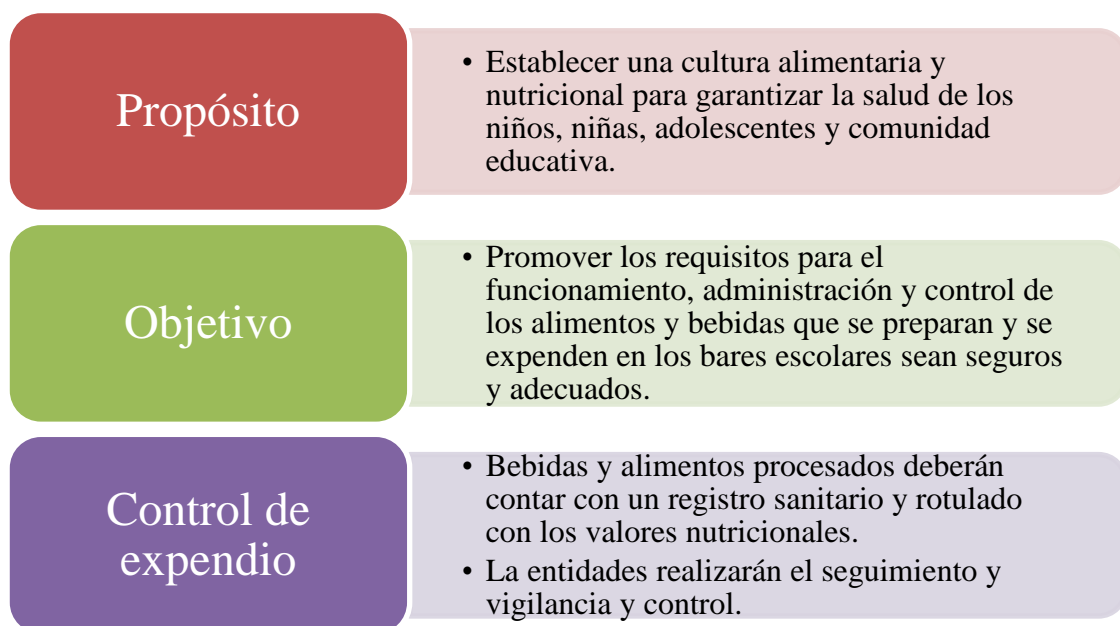 Propósito
• Establecer una cultura alimentaria y
nutricional para garantizar la salud de los
niños, niñas, adolescentes y comunidad
educativa.
Objetivo
• Promover los requisitos para el
funcionamiento, administración y control de
los alimentos y bebidas que se preparan y se
expenden en los bares escolares sean seguros
y adecuados.
Control de
expendio
• Bebidas y alimentos procesados deberán
contar con un registro sanitario y rotulado
con los valores nutricionales.
• La entidades realizarán el seguimiento y
vigilancia y control.